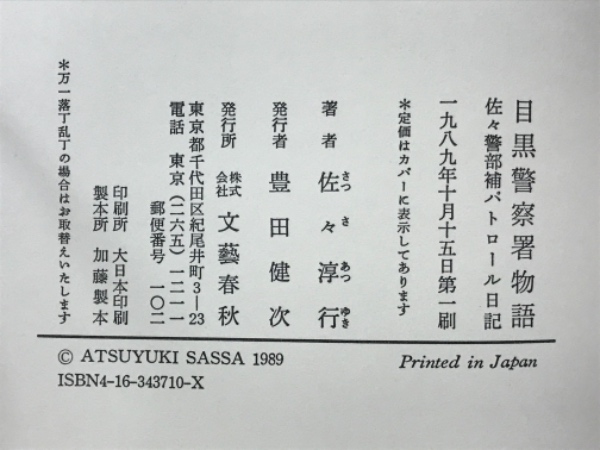 目黒警察署物語
佐々警部補パトロール日記
一九八九年十月十五日第一刷
＊定価はカバーに表示してあります
著者 佐々淳行
さっ さ あつ ゆき
発行者 豊田健次
発行所 株式会社 文藝春秋
東京都千代田区紀尾井町3—23
電話 東京(二六五)一二一一
郵便番号 一〇二
印刷所 大日本印刷
製本所 加藤製本
＊万一落丁乱丁の場合はお取替えいたします
© ATSUYUKI SASSA 1989
Printed in Japan
ISBN4-16-343710-X